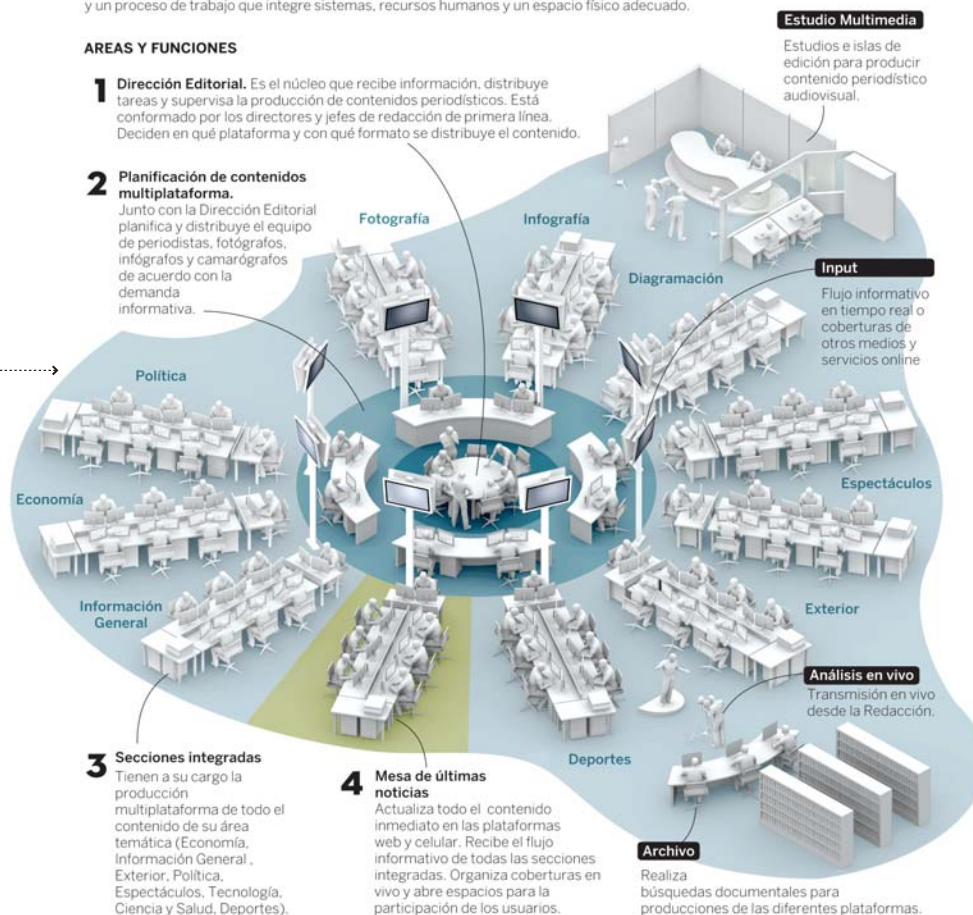 y un proceso de trabajo que integre sistemas, recursos humanos y un espacio físico adecuado.
AREAS Y FUNCIONES
1 Dirección Editorial. Es el núcleo que recibe información, distribuye
tareas y supervisa la producción de contenidos periodísticos. Está
conformado por los directores y jefes de redacción de primera línea.
Deciden en qué plataforma y con qué formato se distribuye el contenido.
Estudio Multimedia
Estudios e islas de
edición para producir
contenido periodístico
audiovisual.
2 Planificación de contenidos
multiplataforma.
Junto con la Dirección Editorial
planifica y distribuye el equipo
de periodistas, fotógrafos,
infógrafos y camarógrafos
de acuerdo con la
demanda
informativa.
Fotografía
Infografía
Diagramación
Input
Flujo informativo
en tiempo real o
coberturas de
otros medios y
servicios online
Política
Economía
Espectáculos
Información
General
Exterior
Análisis en vivo
Transmisión en vivo
desde la Redacción.
Deportes
3 Secciones integradas
Tienen a su cargo la
producción
multiplataforma de todo el
contenido de su área
temática (Economía,
Información General ,
Exterior, Política,
Espectáculos, Tecnología,
Ciencia y Salud, Deportes).
4 Mesa de últimas
noticias
Actualiza todo el contenido
inmediato en las plataformas
web y celular. Recibe el flujo
informativo de todas las secciones
integradas. Organiza coberturas en
vivo y abre espacios para la
participación de los usuarios.
Archivo
Realiza
búsquedas documentales para
producciones de las diferentes plataformas.